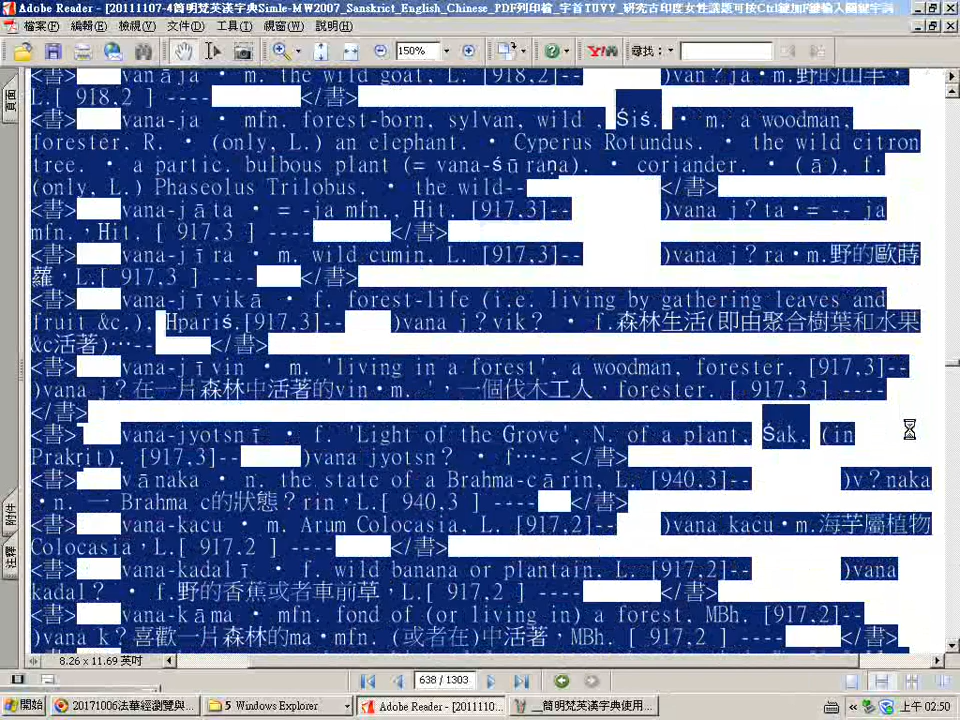 Adobe Reader - [20111107-4簡明梵英漢字典Simle-MW2007_Sanskrict_English_Chinese_PDF列印檔_字首TUVY_研究古印度女性議題可按Ctrl鍵加F鍵輸入關鍵字詞
檔案(F) 編輯(E) 檢視(V) 文件(D) 工具(T) 視窗(W) 說明(H)
150% Y! 尋找:
<書> vanāja • m. the wild goat, L. [918,2]-- )van？ja•m.野的山羊，
L.[ 918,2 ] ---- </書>
<書> vana-ja • mfn. forest-born, sylvan, wild , Śiś. • m. a woodman,
forester, R. • (only, L.) an elephant. • Cyperus Rotundus. • the wild citron
tree. • a partic. bulbous plant (= vana-śūraṇa). • coriander • (ā), f.
(only, L.) Phaseolus Trilobus. • the wild-- </書>
<書> vana-jāta • = -ja mfn., Hit. [917,3]-- )vana j？ta•= -- ja
mfn.，Hit. [ 917,3 ] ---- </書>
<書> vana-jīra • m. wild cumin, L. [917,3]-- )vana j？ra•m.野的歐蒔
蘿，L.[ 917,3 ] ---- </書>
<書> vana-jīvikā • f. forest-life (i.e. living by gathering leaves and
fruit &c.), Hpariś.[917,3]-- )vana j？vik？ • f.森林生活(即由聚合樹葉和水果
&c活著)…-- </書>
<書> vana-jīvin • m. 'living in a forest', a woodman, forester. [917,3]--
)vana j？在一片森林中活著的vin•m. '，一個伐木工人，forester. [ 917,3 ] ----
</書>
<書> vana-jyotsnī • f. 'Light of the Grove', N. of a plant, Śak. (in
Prakṛit). [917,3]-- )vana jyotsn？ • f…-- </書>
<書> vānaka • n. the state of a Brahma-cārin, L. [940,3]-- )v？naka
•n. 一 Brahma c的狀態？rin，L.[ 940,3 ] ---- </書>
<書> vana-kacu • m. Arum Colocasia, L. [917,2]-- )vana kacu•m.海芋屬植物
Colocasia，L.[ 917,2 ] ---- </書>
<書> vana-kadalī • f. wild banana or plantain, L. [917,2]-- )vana
kadal？ • f.野的香蕉或者車前草，L.[ 917,2 ] ---- </書>
<書> vana-kāma • mfn. fond of (or living in) a forest, MBh. [917,2]--
)vana k？喜歡一片森林的ma•mfn. (或者在)中活著，MBh. [ 917,2 ] ---- </書>
頁面
附件
註釋
8.26 x 11.69 英吋
638 / 1303
開始 20171006法華經瀏覽與... 5 Windows Explorer Adobe Reader - [2011110... __簡明梵英漢字典使用... 上午 02:50